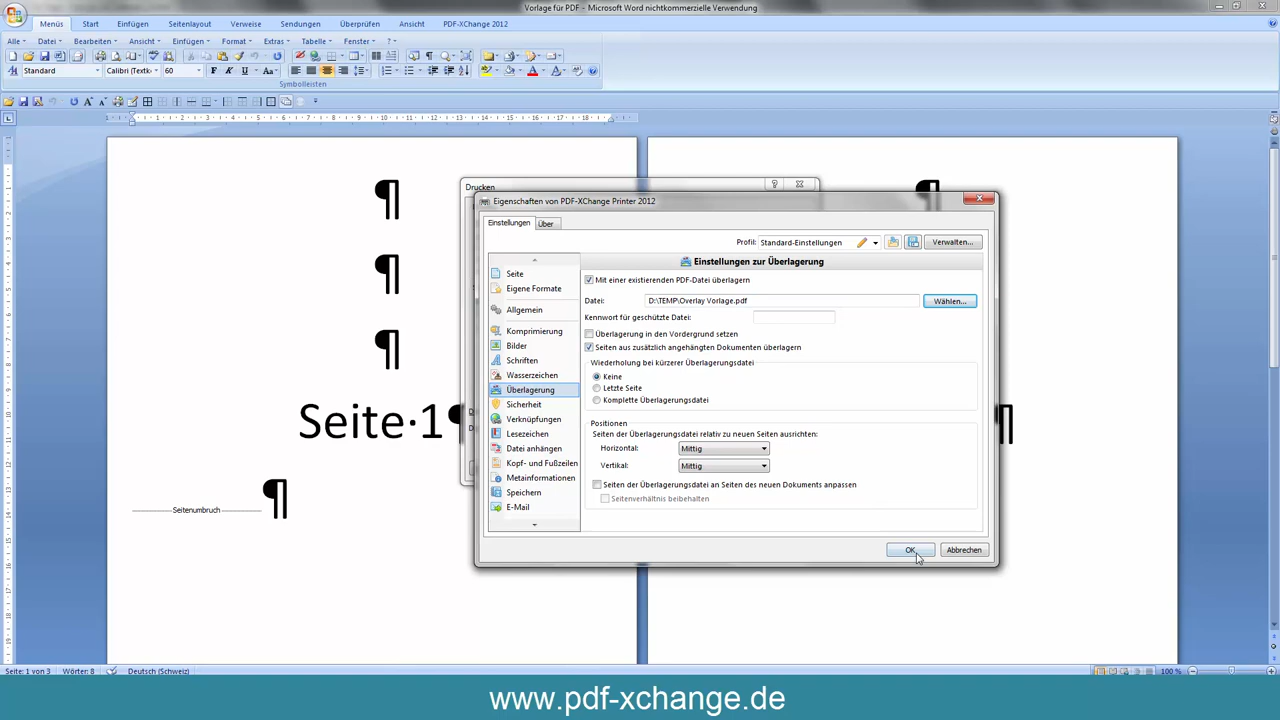 Vorlage für PDF - Microsoft Word nichtkommerzielle Verwendung
Menüs Start Einfügen Seitenlayout Verweise Sendungen Überprüfen Ansicht PDF-XChange 2012
Alle Datei Bearbeiten Ansicht Einfügen Format Extras Tabelle Fenster ?
Standard Calibri (Textk 60 F K U Aa
Symbolleisten
Drucken
Eigenschaften von PDF-XChange Printer 2012
Einstellungen Über
Profil: Standard-Einstellungen Verwalten...
Einstellungen zur Überlagerung
Seite
Eigene Formate
Allgemein
Komprimierung
Bilder
Schriften
Wasserzeichen
Überlagerung
Sicherheit
Verknüpfungen
Lesezeichen
Datei anhängen
Kopf- und Fußzeilen
Metainformationen
Speichern
E-Mail
Mit einer existierenden PDF-Datei überlagern
Datei: D:\TEMP\Overlay Vorlage.pdf Wählen...
Kennwort für geschützte Datei:
Überlagerung in den Vordergrund setzen
Seiten aus zusätzlich angehängten Dokumenten überlagern
Wiederholung bei kürzerer Überlagerungsdatei
Keine
Letzte Seite
Komplette Überlagerungsdatei
Positionen
Seiten der Überlagerungsdatei relativ zu neuen Seiten ausrichten:
Horizontal: Mittig
Vertikal: Mittig
Seiten der Überlagerungsdatei an Seiten des neuen Dokuments anpassen
Seitenverhältnis beibehalten
OK Abbrechen
¶
¶
¶
Seite·1¶
Seitenumbruch ¶
¶
¶
Seite: 1 von 3 Wörter: 8 Deutsch (Schweiz) 100 %
www.pdf-xchange.de